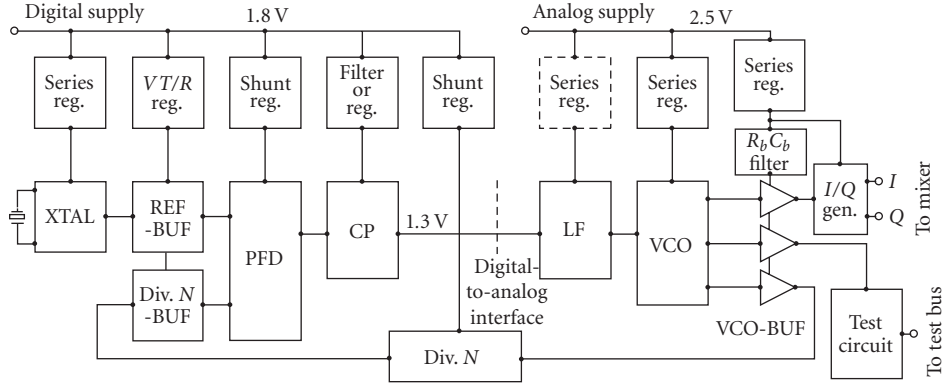 Digital supply
1.8 V
Analog supply
2.5 V
Series
reg.
VT/R
reg.
Shunt
reg.
Filter
or
reg.
Shunt
reg.
Series
reg.
Series
reg.
Series
reg.
R_bC_b
filter
XTAL
REF
-BUF
PFD
CP
1.3 V
LF
VCO
I/Q
gen.
I
Q
To mixer
Div. N
-BUF
Digital-
to-analog
interface
VCO-BUF
Div. N
Test
circuit
To test bus